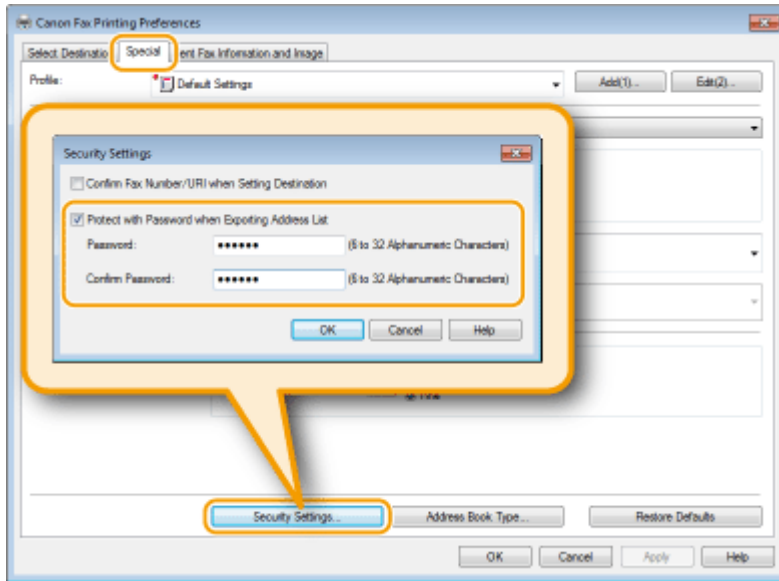 Canon Fax Printing Preferences
Select Destinatio Special ent Fax Information and Image
Profile: Default Settings Add(1)... Edit(2)...
Security Settings
Confirm Fax Number/URI when Setting Destination
Protect with Password when Exporting Address List
Password: •••••• (6 to 32 Alphanumeric Characters)
Confirm Password: •••••• (6 to 32 Alphanumeric Characters)
OK Cancel Help
Security Settings... Address Book Type... Restore Defaults
OK Cancel Apply Help